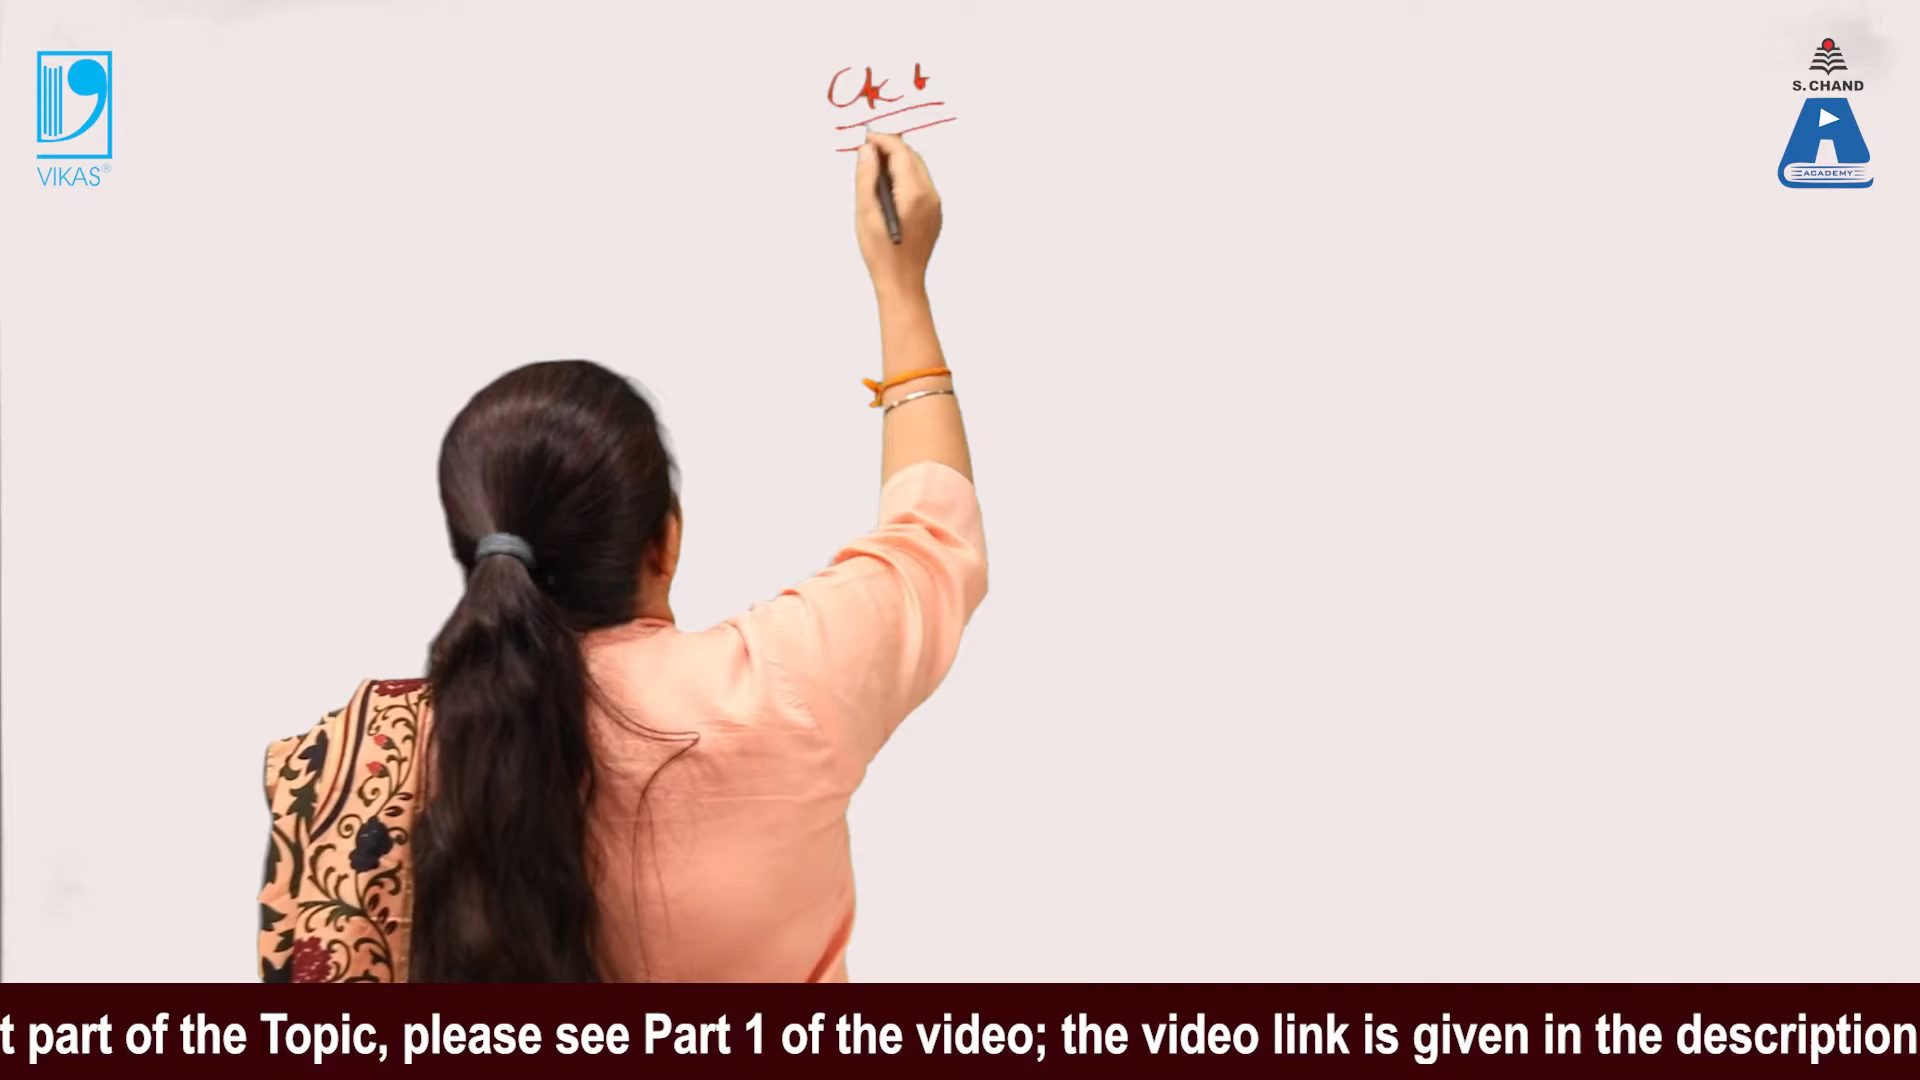 VIKAS®
S. CHAND
ACADEMY
t part of the Topic, please see Part 1 of the video; the video link is given in the description